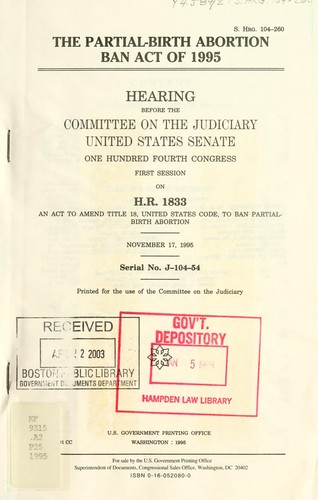 S. HRG. 104-260
THE PARTIAL-BIRTH ABORTION
BAN ACT OF 1995
HEARING
BEFORE THE
COMMITTEE ON THE JUDICIARY
UNITED STATES SENATE
ONE HUNDRED FOURTH CONGRESS
FIRST SESSION
ON
H.R. 1833
AN ACT TO AMEND TITLE 18, UNITED STATES CODE, TO BAN PARTIAL-
BIRTH ABORTION
NOVEMBER 17, 1995
Serial No. J-104-54
Printed for the use of the Committee on the Judiciary
RECEIVED
2 2003
BOSTON PUBLIC LIBRARY
GOVERNMENT DOCUMENTS DEPARTMENT
GOV'T.
DEPOSITORY
5
HAMPDEN LAW LIBRARY
KF
9315
.A2
P25
1995
CC
U.S. GOVERNMENT PRINTING OFFICE
WASHINGTON : 1995
For sale by the U.S. Government Printing Office
Superintendent of Documents, Congressional Sales Office, Washington, DC 20402
ISBN 0-16-052080-0